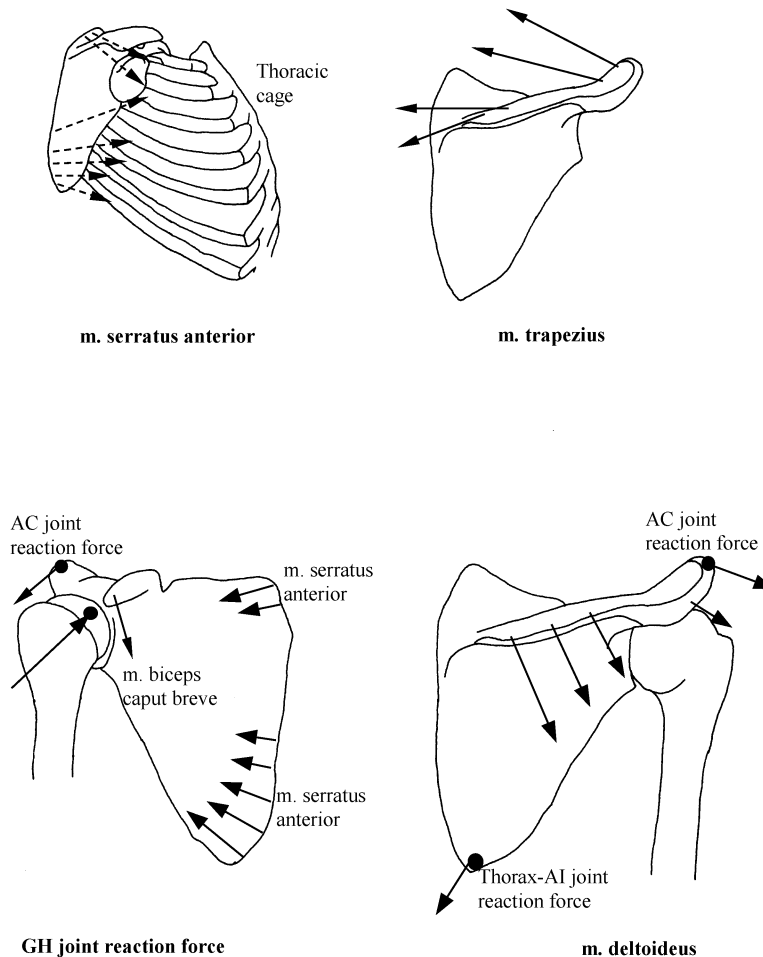 Thoracic
cage
m. serratus anterior
m. trapezius
AC joint
reaction force
m. serratus
anterior
m. biceps
caput breve
m. serratus
anterior
GH joint reaction force
AC joint
reaction force
Thorax-AI joint
reaction force
m. deltoideus